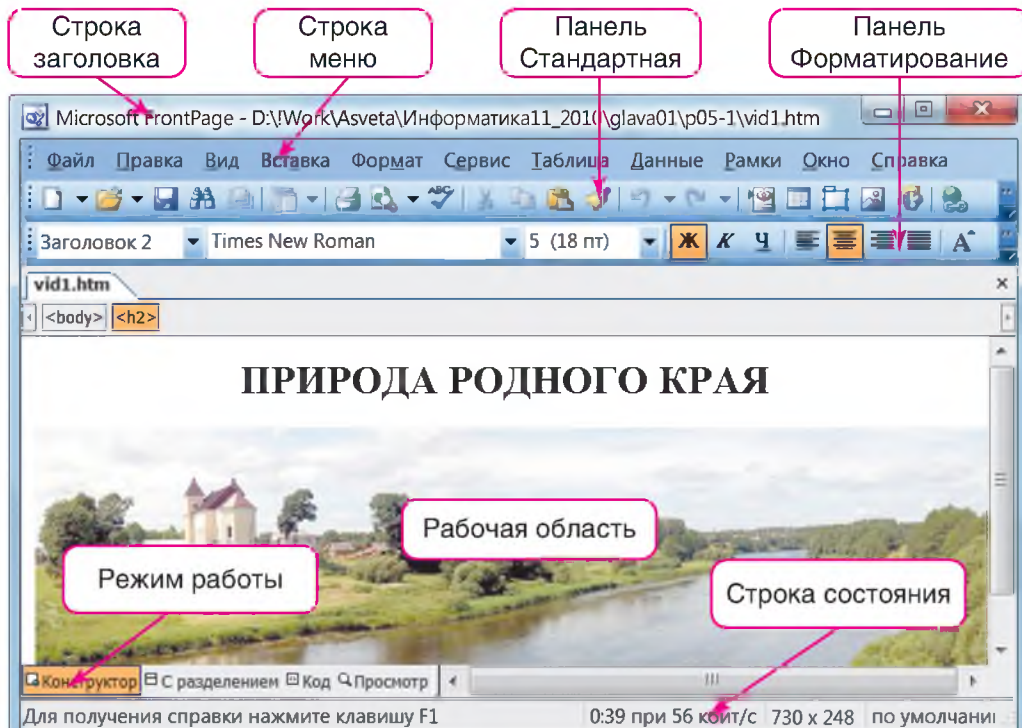 Строка
заголовка
Строка
меню
Панель
Стандартная
Панель
Форматирование
Microsoft FrontPage - D:\!Work\Asveta\Информатика11_2010\glava01\p05-1\vid1.htm
Файл Правка Вид Вставка Формат Сервис Таблица Данные Рамки Окно Справка
Заголовок 2 Times New Roman 5 (18 пт) Ж К Ч A
vid1.htm
<body> <h2>
ПРИРОДА РОДНОГО КРАЯ
Рабочая область
Режим работы
Строка состояния
Конструктор С разделением Код Просмотр
Для получения справки нажмите клавишу F1 0:39 при 56 кбит/с 730 x 248 по умолчани